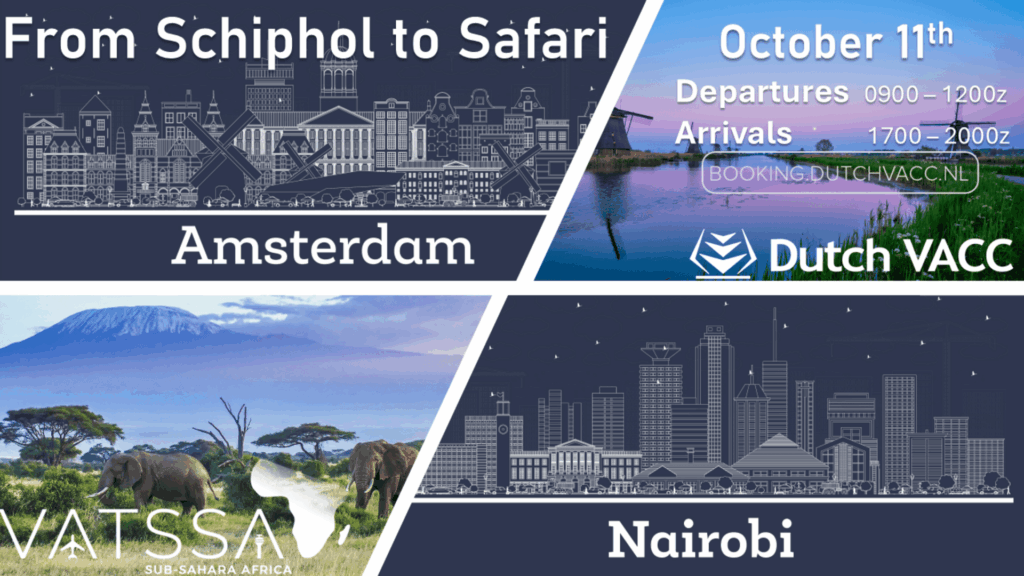 From Schiphol to Safari
Amsterdam
October 11th
Departures 0900 – 1200z
Arrivals 1700 – 2000z
BOOKING.DUTCHVACC.NL
Dutch VACC
VATSSA
SUB-SAHARA AFRICA
Nairobi